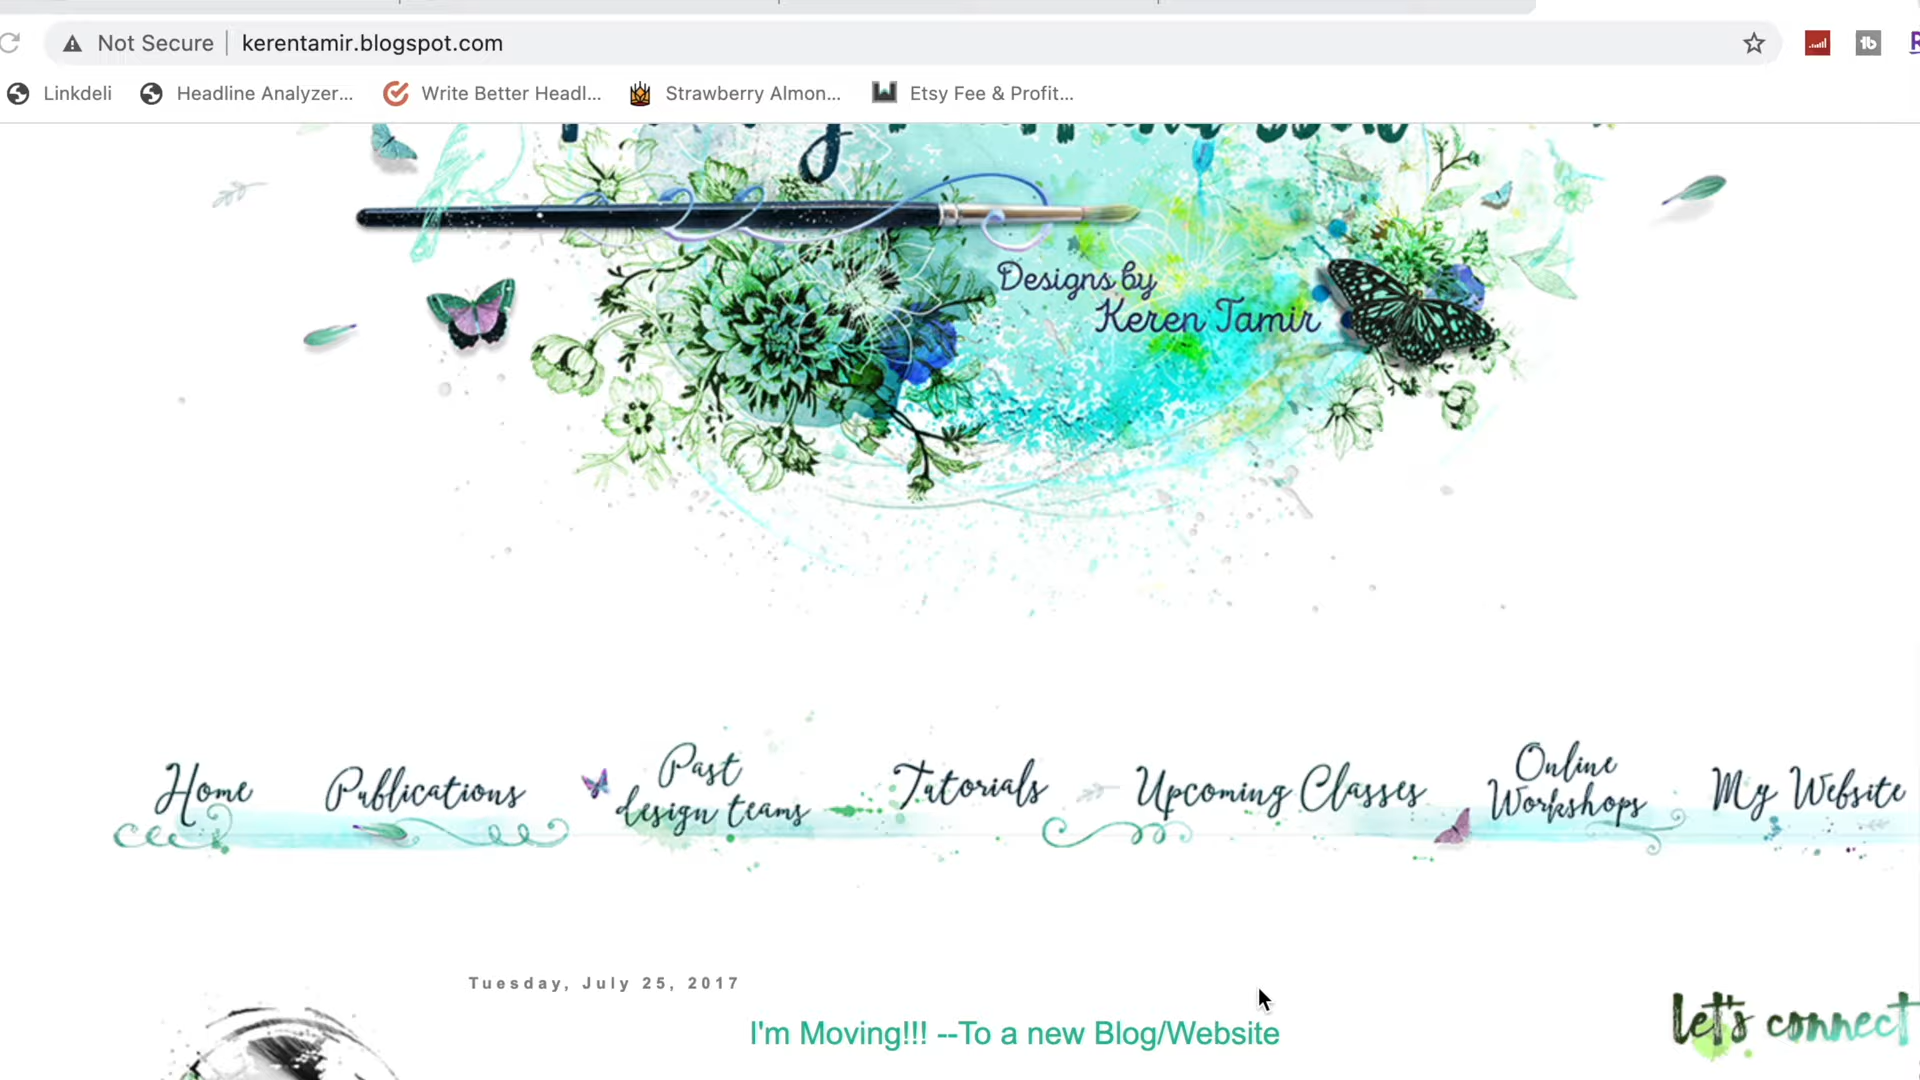 Not Secure kerentamir.blogspot.com
Linkdeli Headline Analyzer... Write Better Headl... Strawberry Almon... Etsy Fee & Profit...
Designs by
Keren Tamir
Home Publications Past design teams Tutorials Upcoming Classes Online Workshops My Website
Tuesday, July 25, 2017
I'm Moving!!! --To a new Blog/Website
let's connect